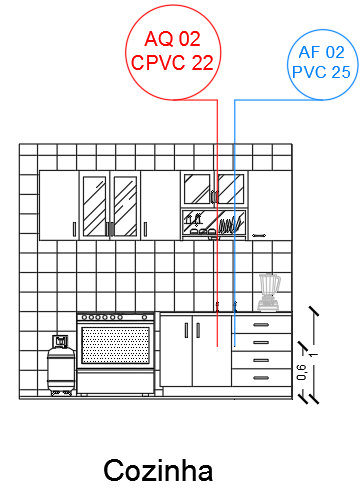 AQ 02
CPVC 22
AF 02
PVC 25
0,6
1
Cozinha